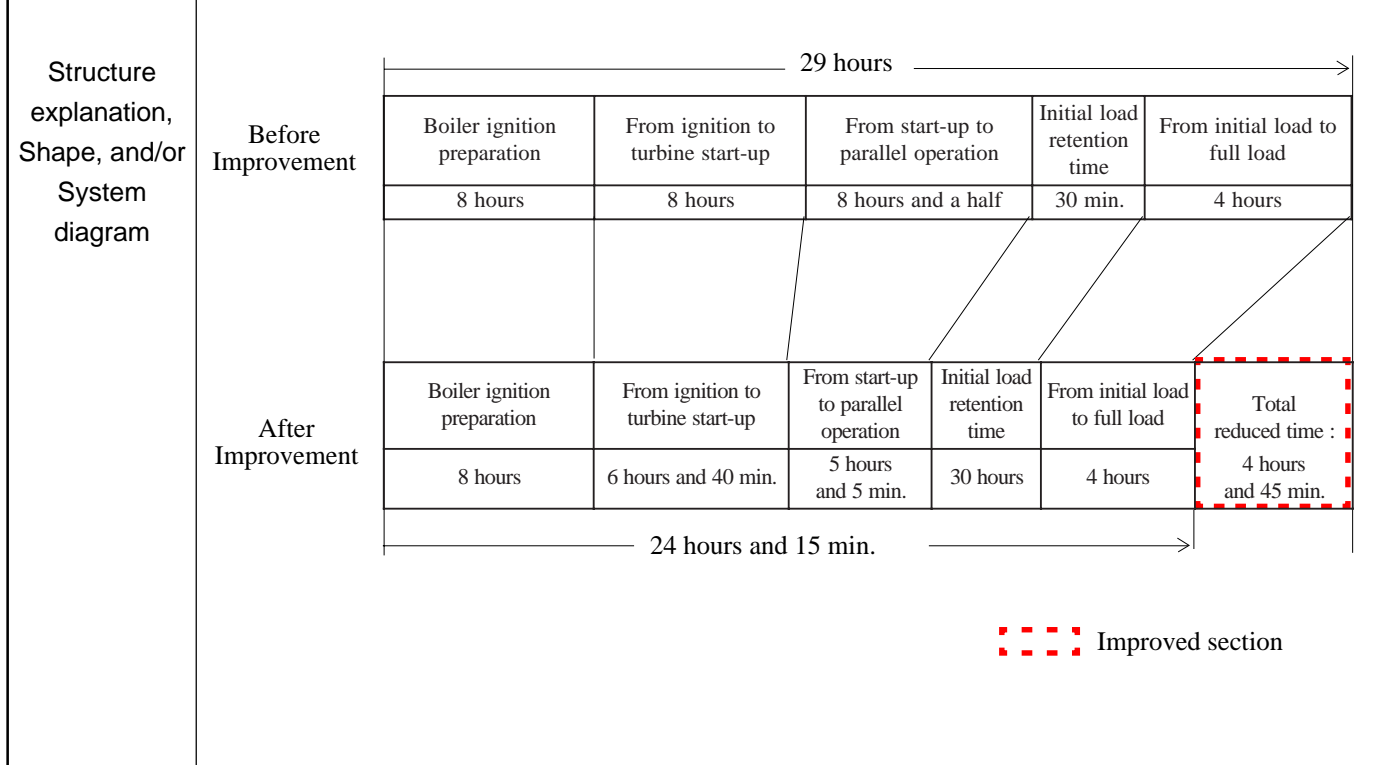 Structure
explanation,
Shape, and/or
System
diagram
Before
Improvement
29 hours
Boiler ignition
preparation
From ignition to
turbine start-up
From start-up to
parallel operation
Initial load
retention
time
From initial load to
full load
8 hours
8 hours
8 hours and a half
30 min.
4 hours
After
Improvement
Boiler ignition
preparation
From ignition to
turbine start-up
From start-up
to parallel
operation
Initial load
retention
time
From initial load
to full load
Total
reduced time :
8 hours
6 hours and 40 min.
5 hours
and 5 min.
30 hours
4 hours
4 hours
and 45 min.
24 hours and 15 min.
Improved section